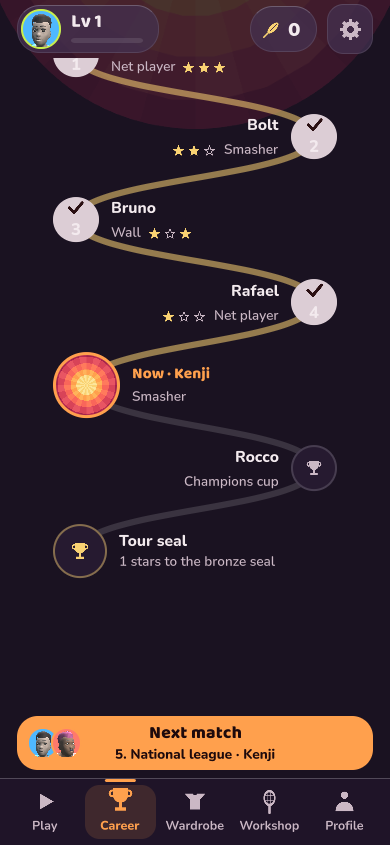 Lv 1
0
1
Net player
Bolt
2
Smasher
Bruno
3
Wall
Rafael
4
Net player
Now · Kenji
Smasher
Rocco
Champions cup
Tour seal
1 stars to the bronze seal
Next match
5. National league · Kenji
Play
Career
Wardrobe
Workshop
Profile